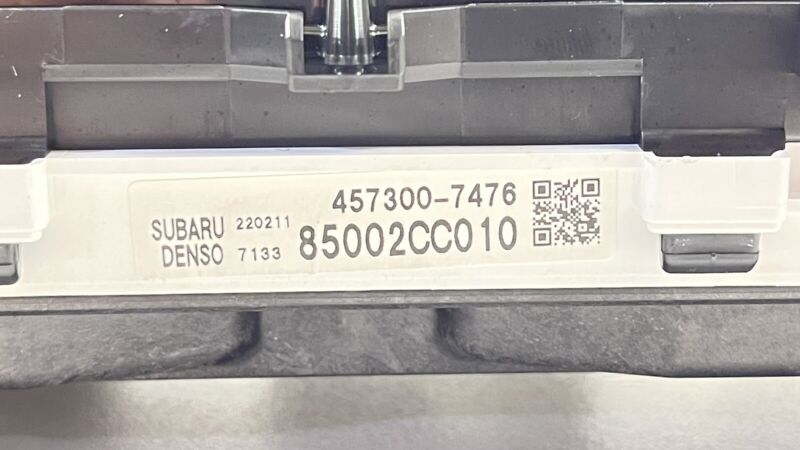 457300-7476
SUBARU 220211
85002CC010
DENSO 7133